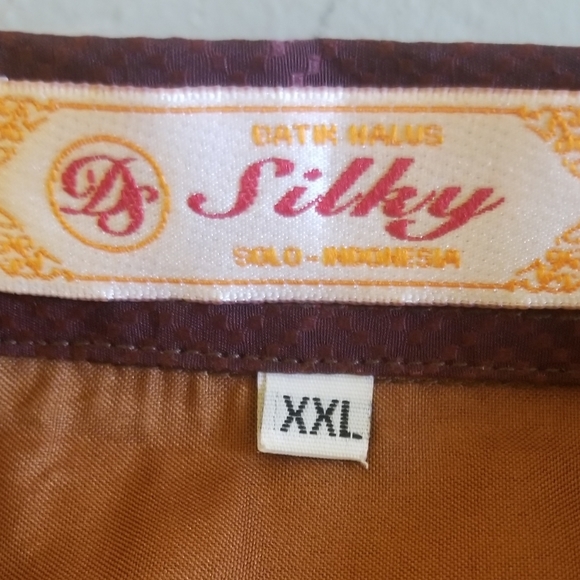 BATIK HALUS
DS Silky
SOLO - INDONESIA
XXL